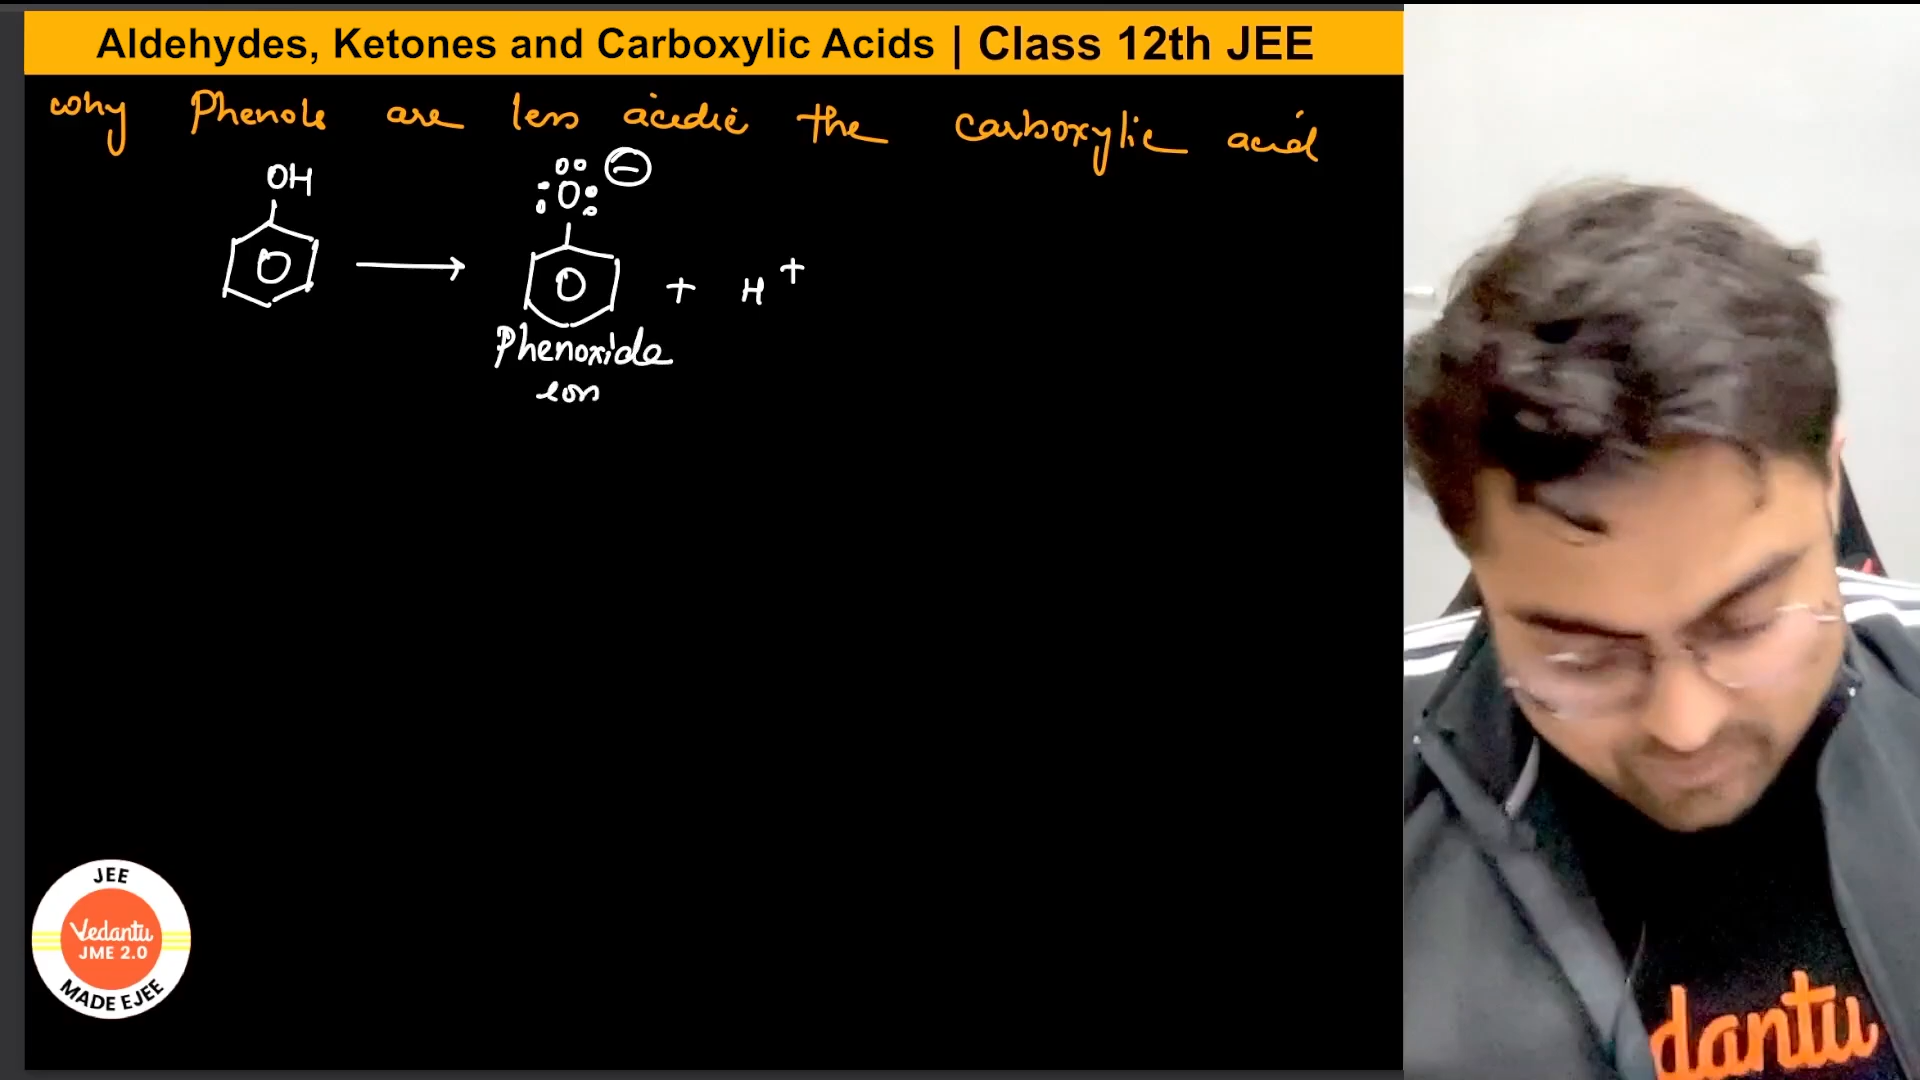 Aldehydes, Ketones and Carboxylic Acids | Class 12th JEE
why Phenols are less acidic the carboxylic acid
OH
O
+ H+
Phenoxide
ion
JEE
Vedantu
JME 2.0
MADE EJEE
dantu